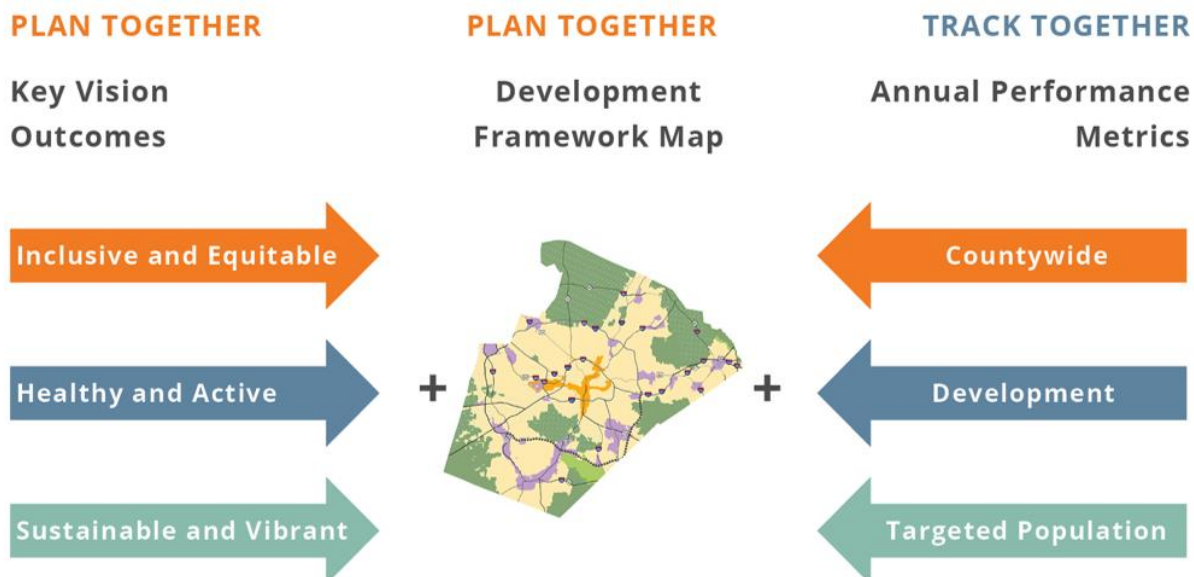 PLAN TOGETHER
Key Vision
Outcomes
Inclusive and Equitable
Healthy and Active
Sustainable and Vibrant
+
PLAN TOGETHER
Development
Framework Map
+
TRACK TOGETHER
Annual Performance
Metrics
Countywide
Development
Targeted Population